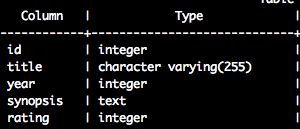 Table
Column | Type |
------------+------------------------------+
id | integer |
title | character varying(255) |
year | integer |
synopsis | text |
rating | integer |